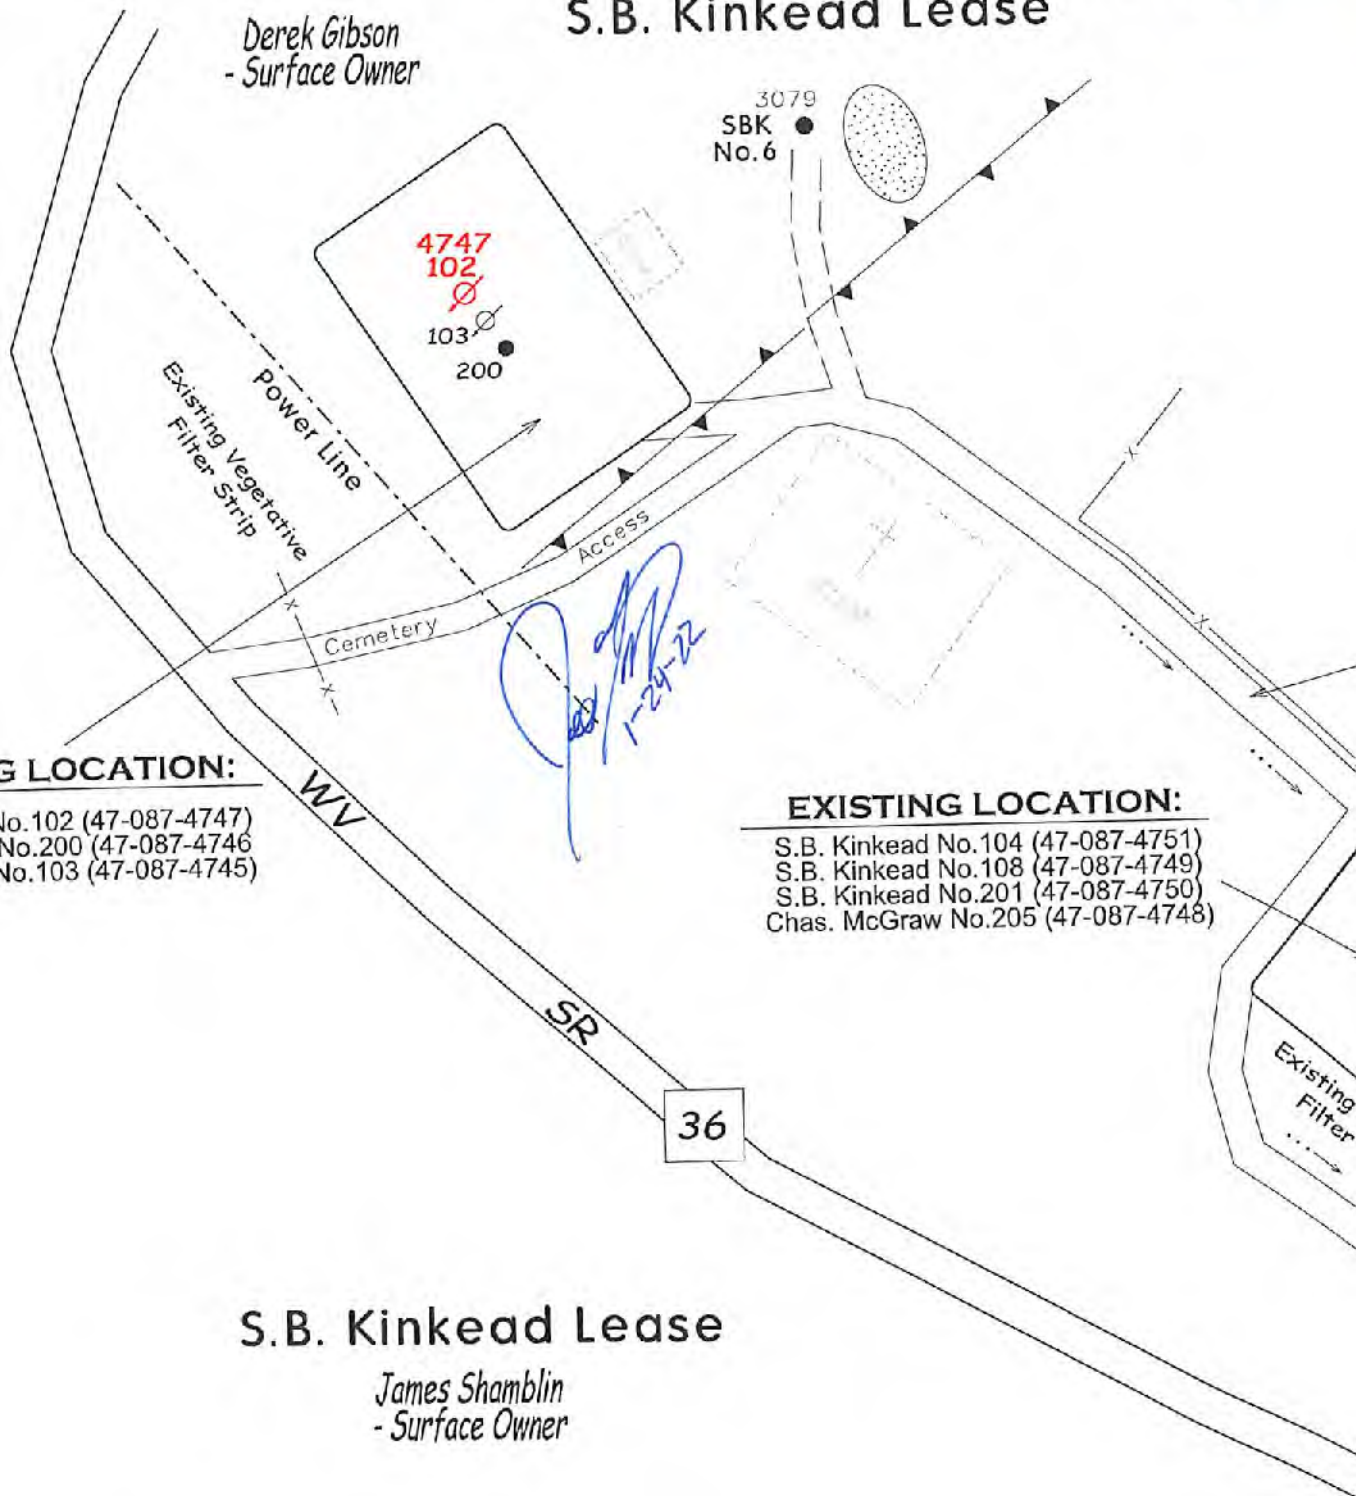 S.B. Kinkead Lease
Derek Gibson
- Surface Owner
3079
SBK
No.6
4747
102
103
200
Power Line
Existing Vegetative
Filter Strip
Cemetery Access
x
x
x
x
1-24-22
G LOCATION:
No.102 (47-087-4747)
No.200 (47-087-4746
No.103 (47-087-4745)
EXISTING LOCATION:
S.B. Kinkead No.104 (47-087-4751)
S.B. Kinkead No.108 (47-087-4749)
S.B. Kinkead No.201 (47-087-4750)
Chas. McGraw No.205 (47-087-4748)
WV SR
36
Existing
Filter
S.B. Kinkead Lease
James Shamblin
- Surface Owner